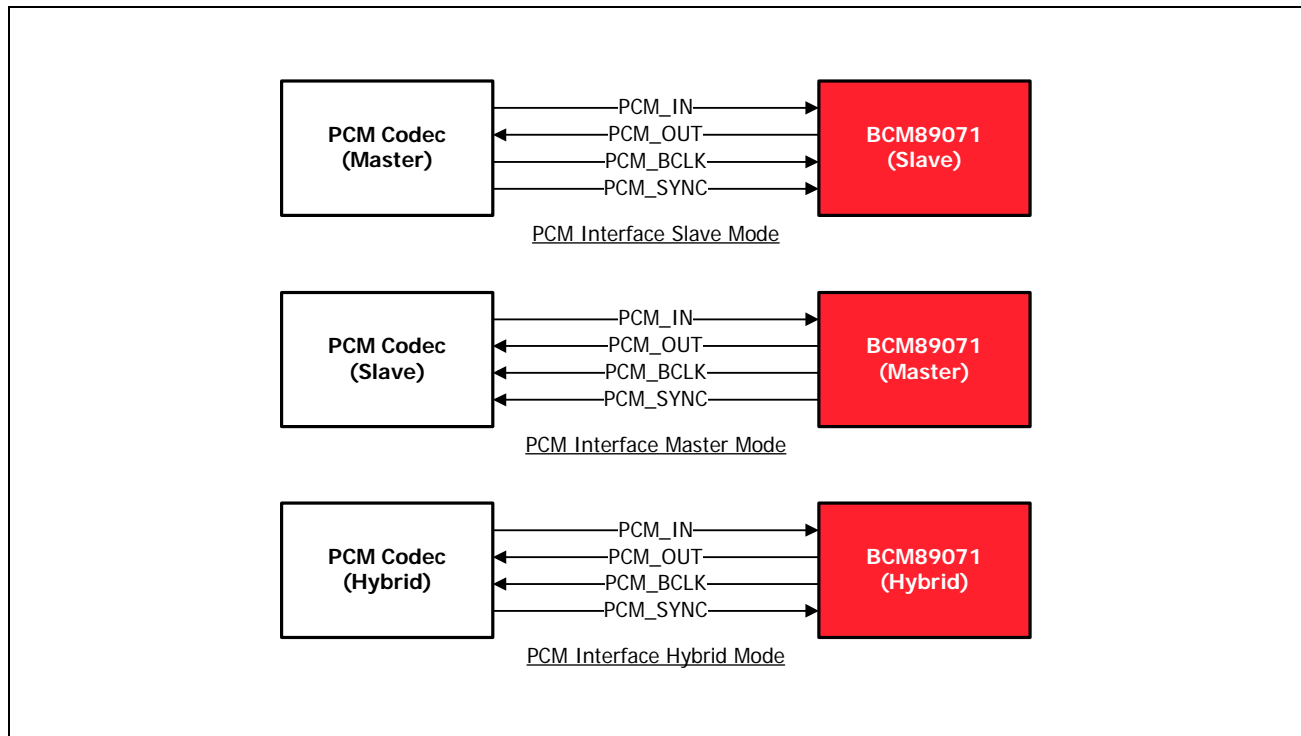 PCM Codec
(Master)
PCM_IN
PCM_OUT
PCM_BCLK
PCM_SYNC
BCM89071
(Slave)
PCM Interface Slave Mode
PCM Codec
(Slave)
PCM_IN
PCM_OUT
PCM_BCLK
PCM_SYNC
BCM89071
(Master)
PCM Interface Master Mode
PCM Codec
(Hybrid)
PCM_IN
PCM_OUT
PCM_BCLK
PCM_SYNC
BCM89071
(Hybrid)
PCM Interface Hybrid Mode